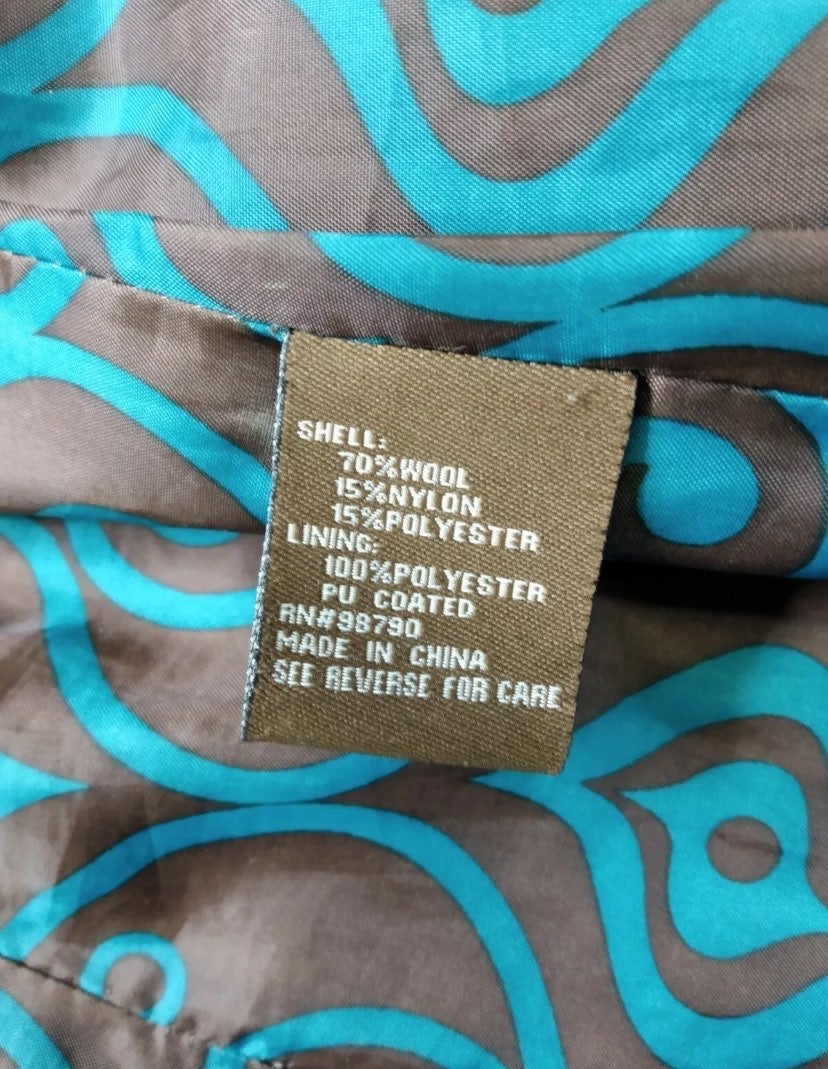 SHELL:
70%WOOL
15%NYLON
15%POLYESTER
LINING:
100%POLYESTER
PU COATED
RN#98790
MADE IN CHINA
SEE REVERSE FOR CARE